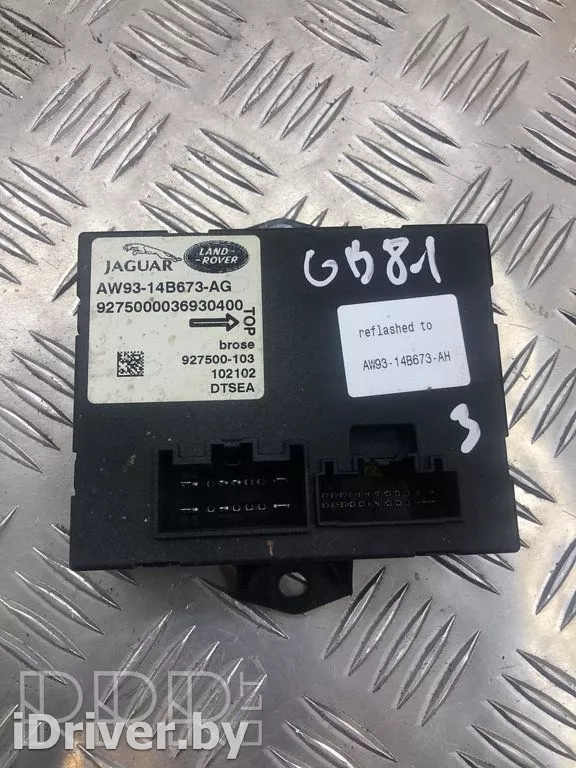 JAGUAR
LAND-
ROVER
AW93-14B673-AG
9275000036930400
TOP
brose
927500-103
102102
DTSEA
GB81
reflashed to
AW93-14B673-AH
3
iDriver.by